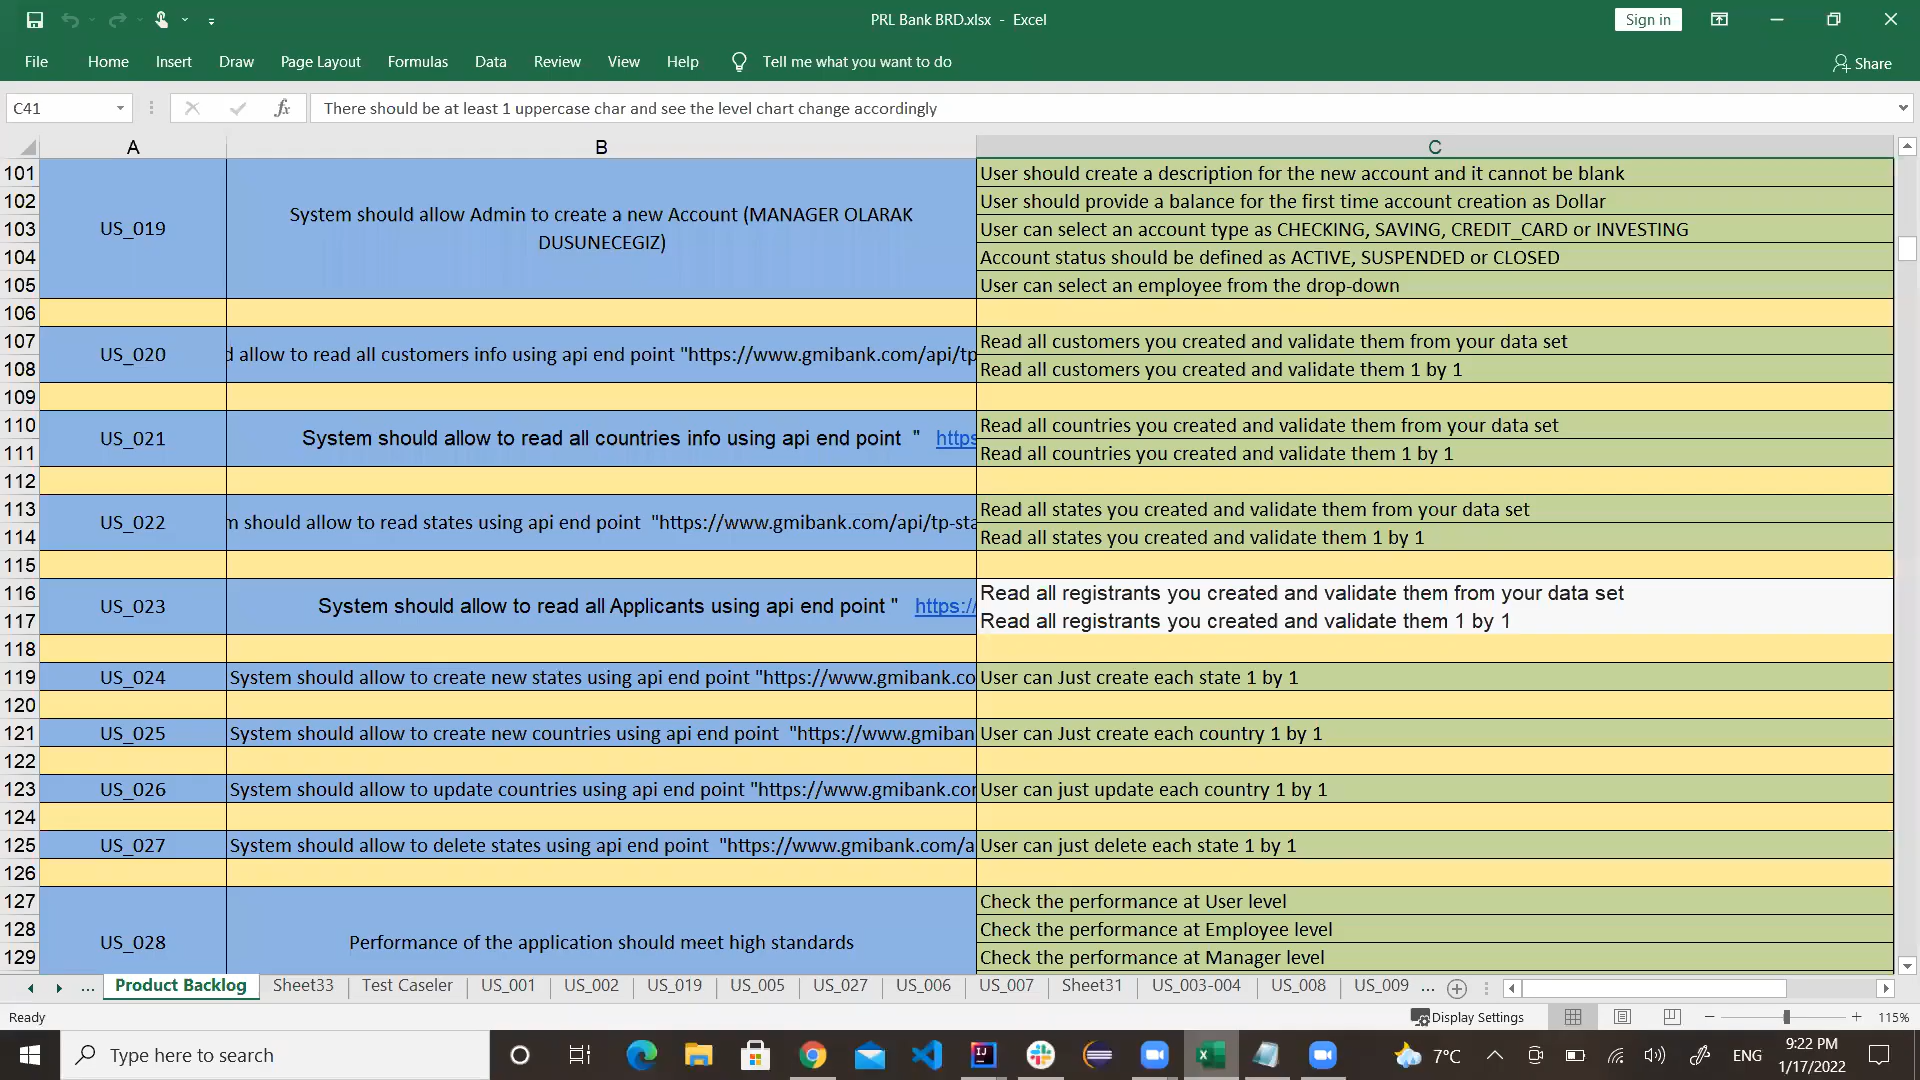 PRL Bank BRD.xlsx - Excel
Sign in
File Home Insert Draw Page Layout Formulas Data Review View Help Tell me what you want to do Share
C41 fx There should be at least 1 uppercase char and see the level chart change accordingly
A B C
101 User should create a description for the new account and it cannot be blank
102 User should provide a balance for the first time account creation as Dollar
103 US_019 System should allow Admin to create a new Account (MANAGER OLARAK DUSUNECEGIZ) User can select an account type as CHECKING, SAVING, CREDIT_CARD or INVESTING
104 Account status should be defined as ACTIVE, SUSPENDED or CLOSED
105 User can select an employee from the drop-down
106
107 US_020 d allow to read all customers info using api end point "https://www.gmibank.com/api/tp Read all customers you created and validate them from your data set
108 Read all customers you created and validate them 1 by 1
109
110 US_021 System should allow to read all countries info using api end point " https Read all countries you created and validate them from your data set
111 Read all countries you created and validate them 1 by 1
112
113 US_022 m should allow to read states using api end point "https://www.gmibank.com/api/tp-sta Read all states you created and validate them from your data set
114 Read all states you created and validate them 1 by 1
115
116 US_023 System should allow to read all Applicants using api end point " https:/ Read all registrants you created and validate them from your data set
117 Read all registrants you created and validate them 1 by 1
118
119 US_024 System should allow to create new states using api end point "https://www.gmibank.co User can Just create each state 1 by 1
120
121 US_025 System should allow to create new countries using api end point "https://www.gmiban User can Just create each country 1 by 1
122
123 US_026 System should allow to update countries using api end point "https://www.gmibank.cor User can just update each country 1 by 1
124
125 US_027 System should allow to delete states using api end point "https://www.gmibank.com/a User can just delete each state 1 by 1
126
127 Check the performance at User level
128 US_028 Performance of the application should meet high standards Check the performance at Employee level
129 Check the performance at Manager level
... Product Backlog Sheet33 Test Caseler US_001 US_002 US_019 US_005 US_027 US_006 US_007 Sheet31 US_003-004 US_008 US_009 ...
Ready Display Settings 115%
Type here to search 7°C ENG 9:22 PM
1/17/2022